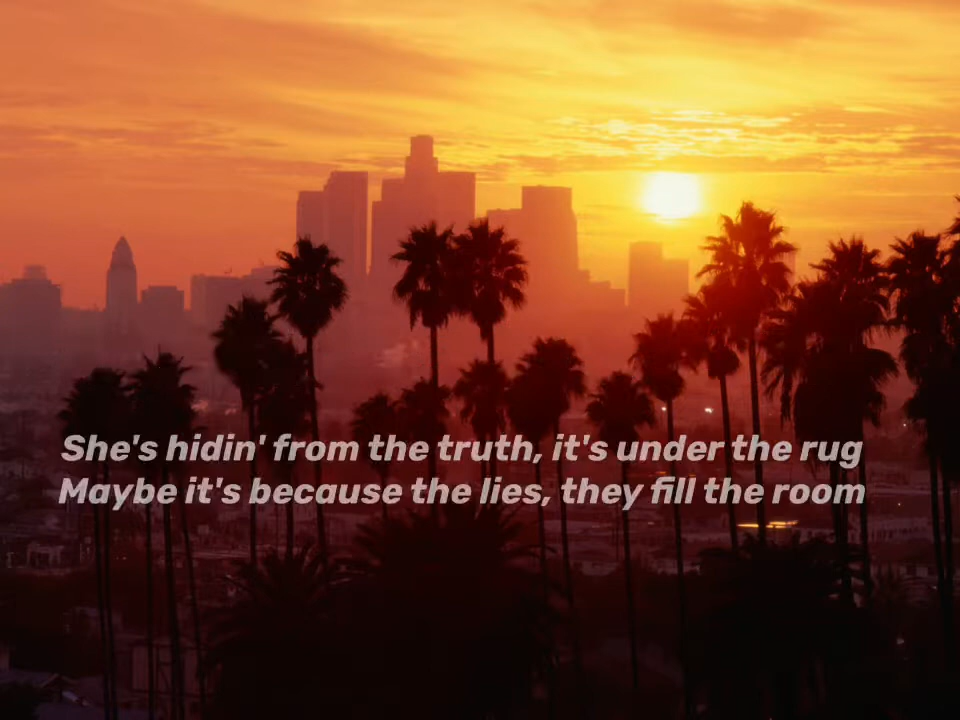 She's hidin' from the truth, it's under the rug
Maybe it's because the lies, they fill the room